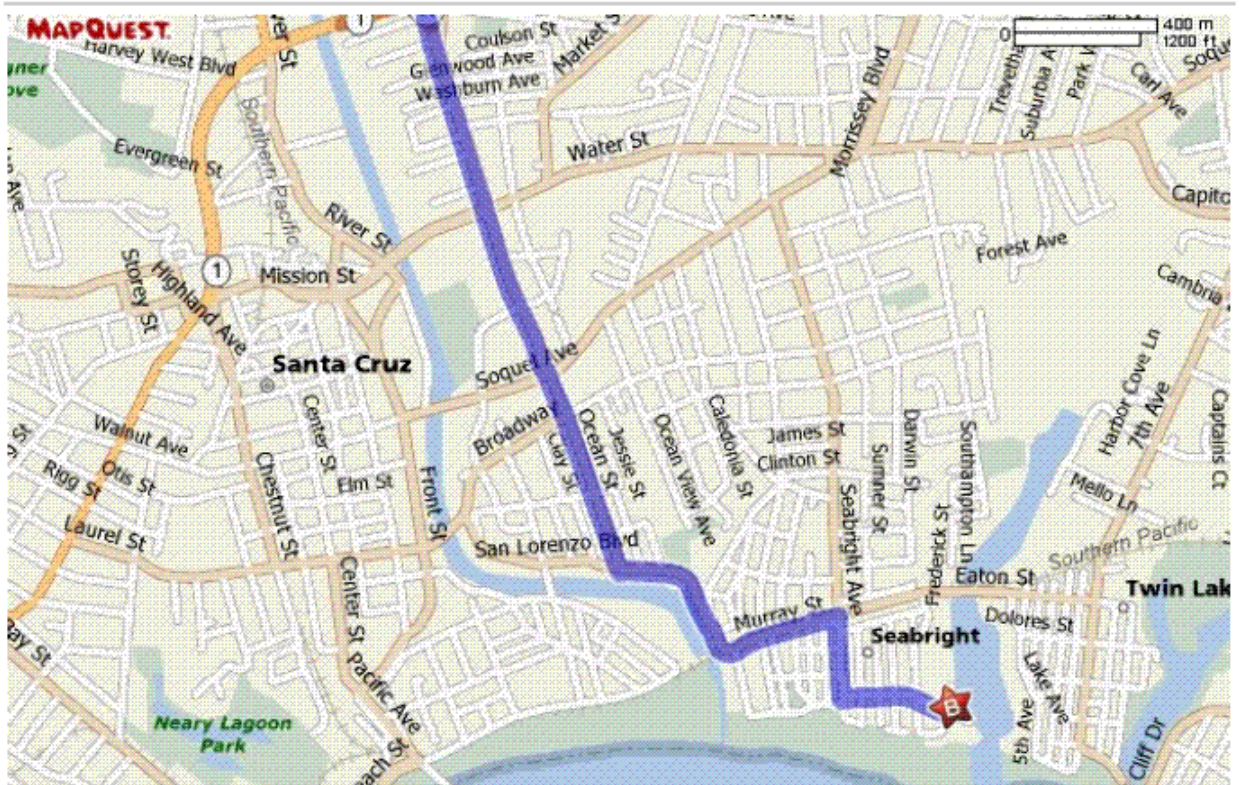 MAPQUEST
1
0
400 m
1200 ft
Coulson St
Glenwood Ave
Washburn Ave
Market S
Harvey West Blvd
Morrissey Blvd
Suburbia A
Park
Carl Ave
Soqu
Evergreen St
Southern Pacific
Water St
River St
Capito
1
Mission St
Storey St
Highland Ave
Forest Ave
Cambria
Santa Cruz
Soquel Ave
Broadway
Harbor Cove Ln
7th Ave
Captains Ct
Walnut Ave
Center St
Otis St
Rigg St
Elm St
Chestnut St
Front St
Ocean St
Jessie St
Ocean View Ave
Caledonia St
James St
Clinton St
Sumner St
Darwin St
Southampton Ln
Mello Ln
Laurel St
San Lorenzo Blvd
Seabright Ave
Frederick St
Southern Pacific
Eaton St
Twin Lak
Center St
Murray St
Seabright
Dolores St
Bay St
Pacific Ave
Lake Ave
5th Ave
B
Neary Lagoon
Park
each St
Cliff Dr